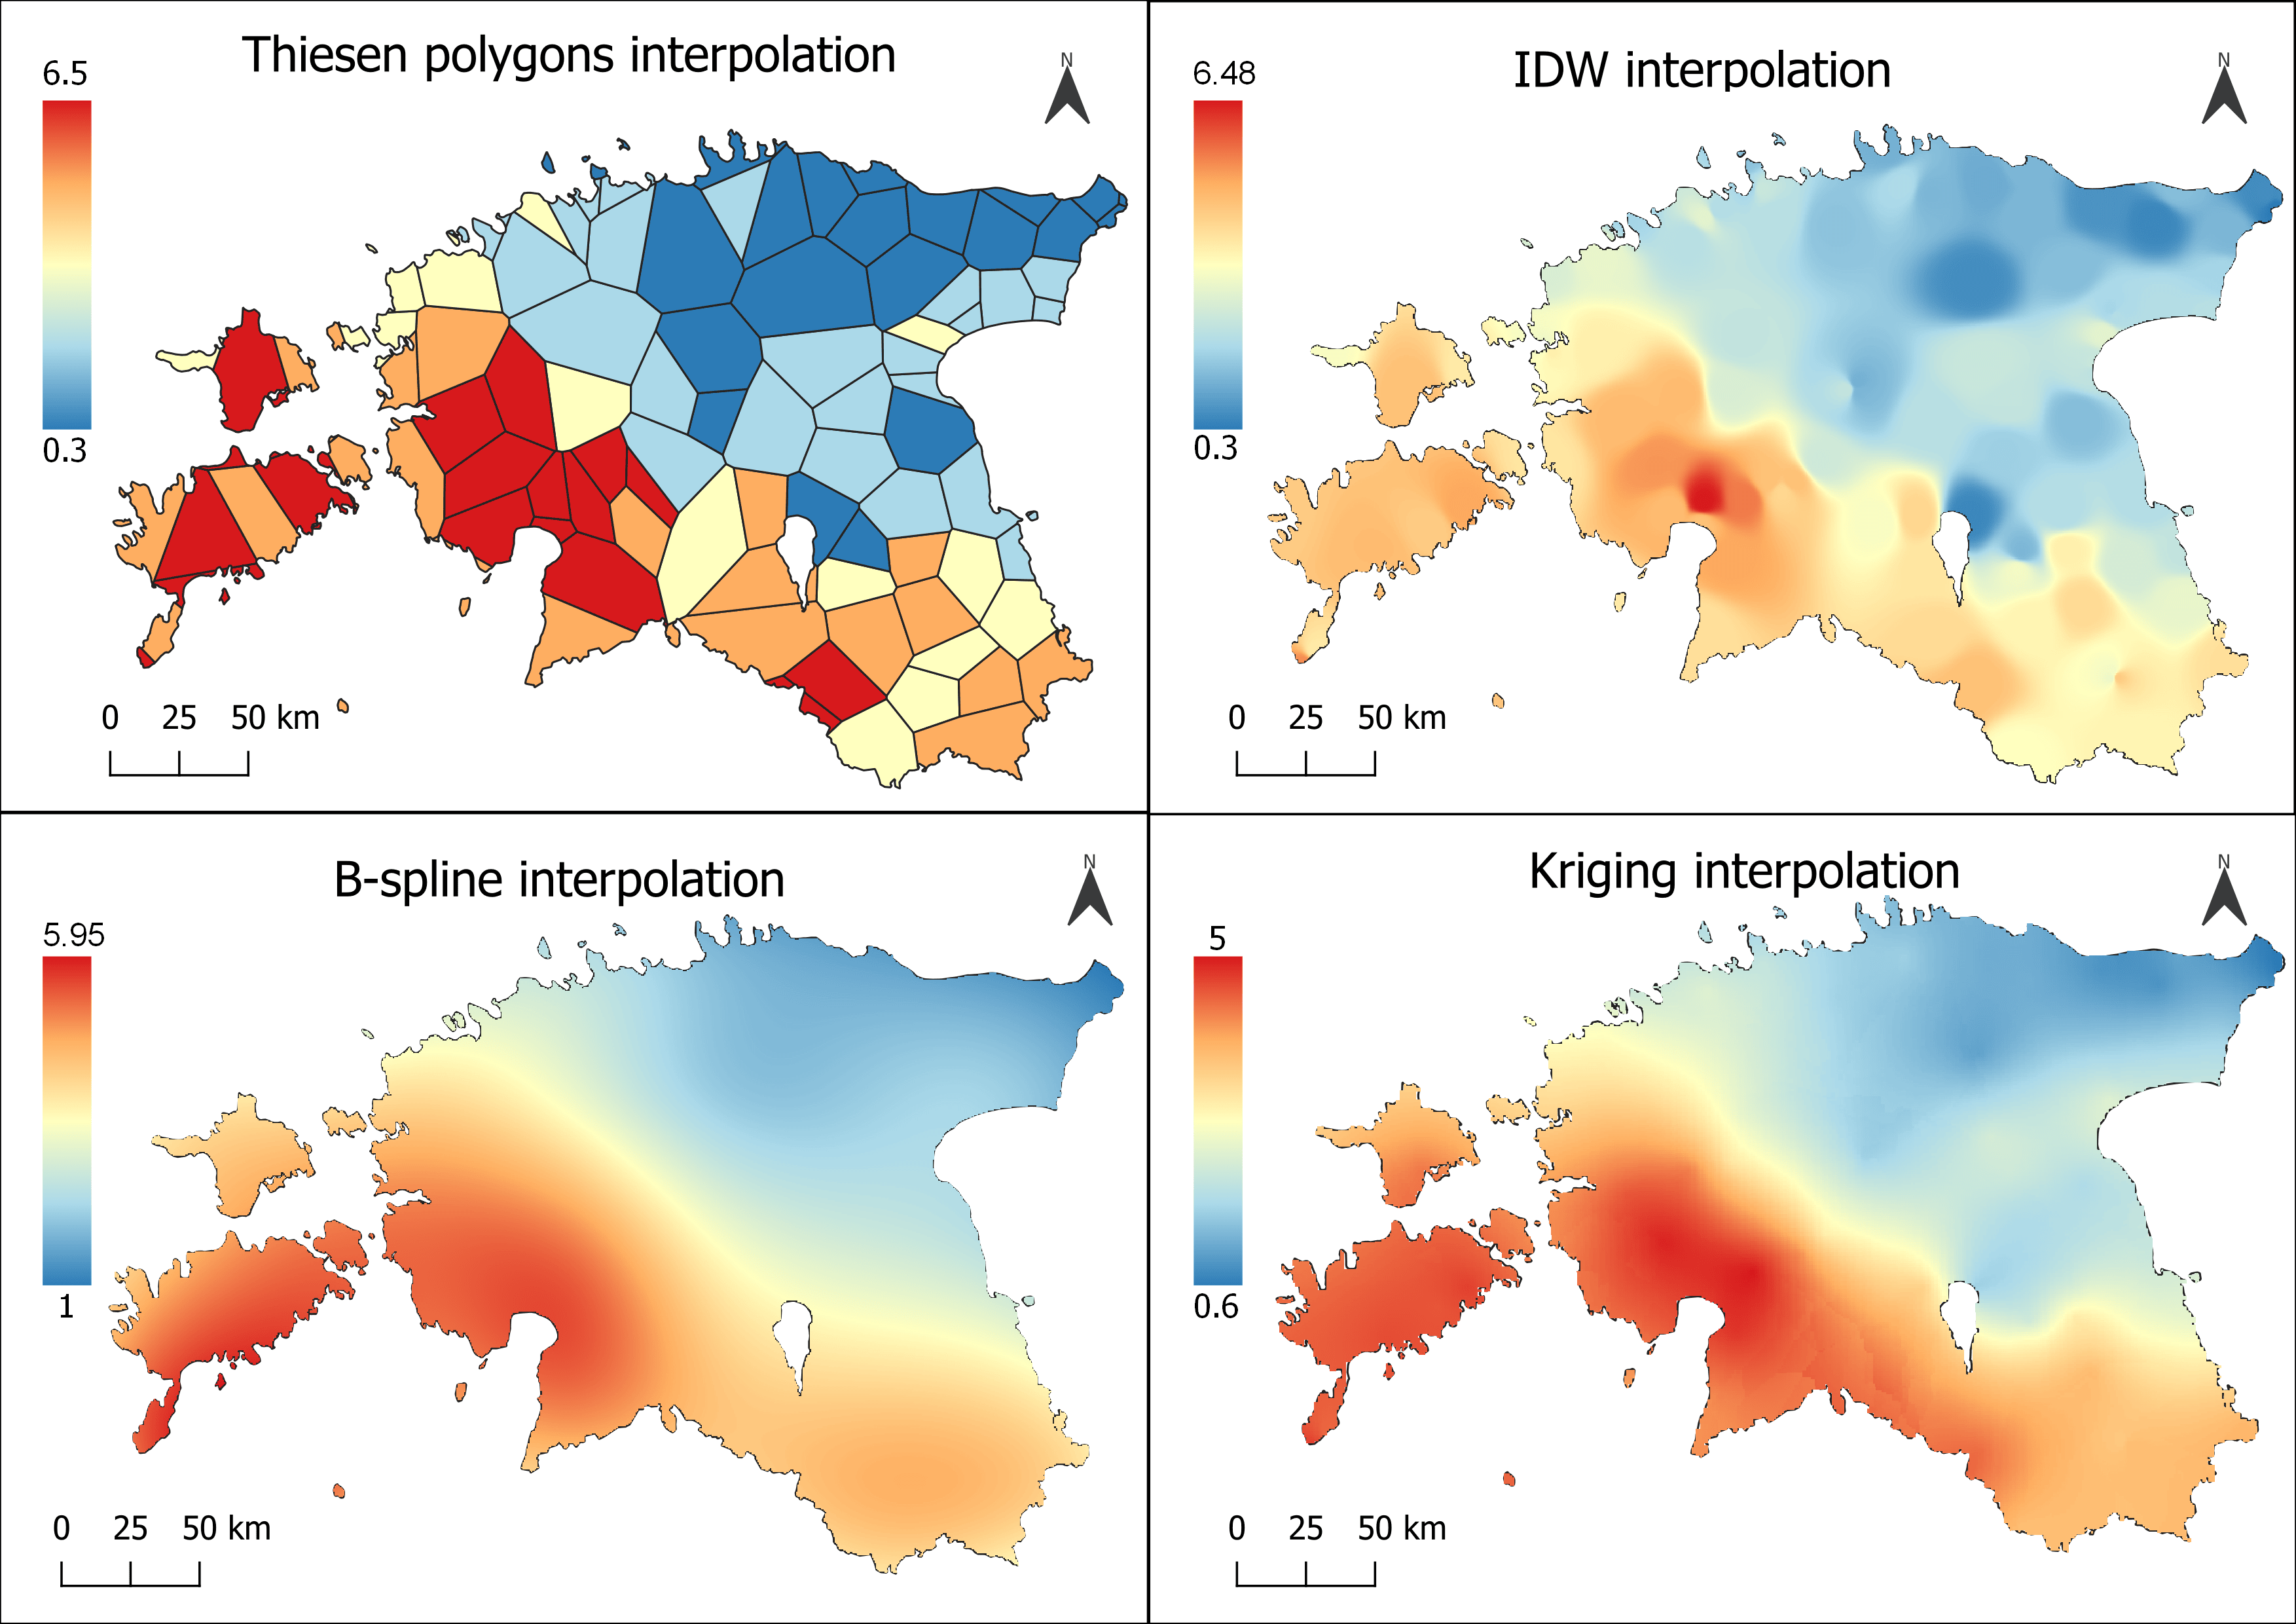 Thiesen polygons interpolation
N
6.5
0.3
0 25 50 km
IDW interpolation
N
6.48
0.3
0 25 50 km
B-spline interpolation
N
5.95
1
0 25 50 km
Kriging interpolation
N
5
0.6
0 25 50 km